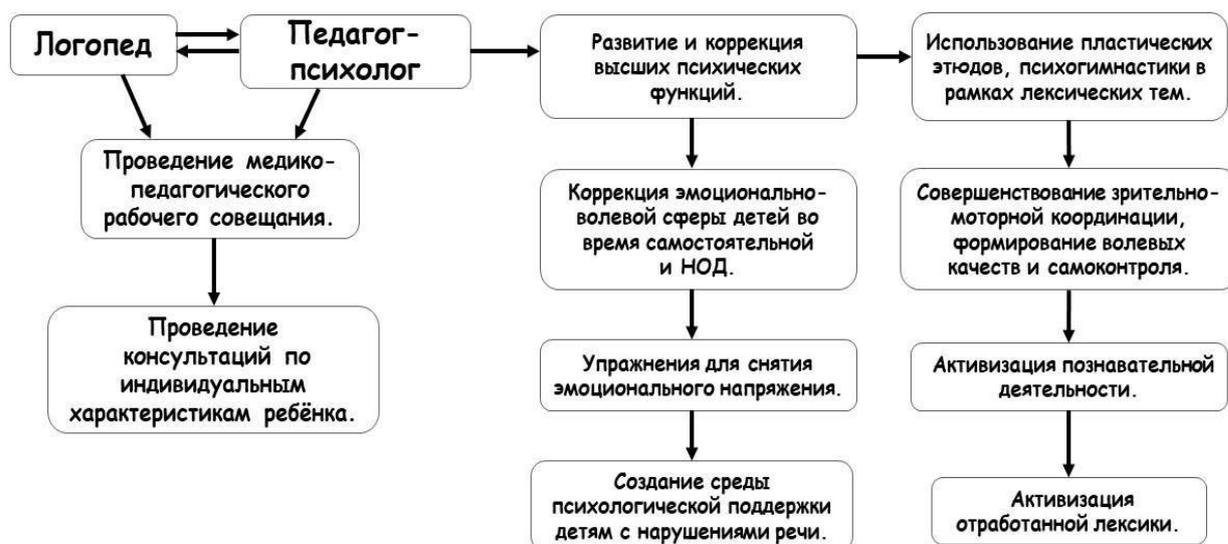 Логопед
Педагог-
психолог
Проведение медико-
педагогического
рабочего совещания.
Проведение
консультаций по
индивидуальным
характеристикам ребёнка.
Развитие и коррекция
высших психических
функций.
Коррекция эмоционально-
волевой сферы детей во
время самостоятельной
и НОД.
Упражнения для снятия
эмоционального напряжения.
Создание среды
психологической поддержки
детям с нарушениями речи.
Использование пластических
этюдов, психогимнастики в
рамках лексических тем.
Совершенствование зрительно-
моторной координации,
формирование волевых
качеств и самоконтроля.
Активизация познавательной
деятельности.
Активизация
отработанной лексики.